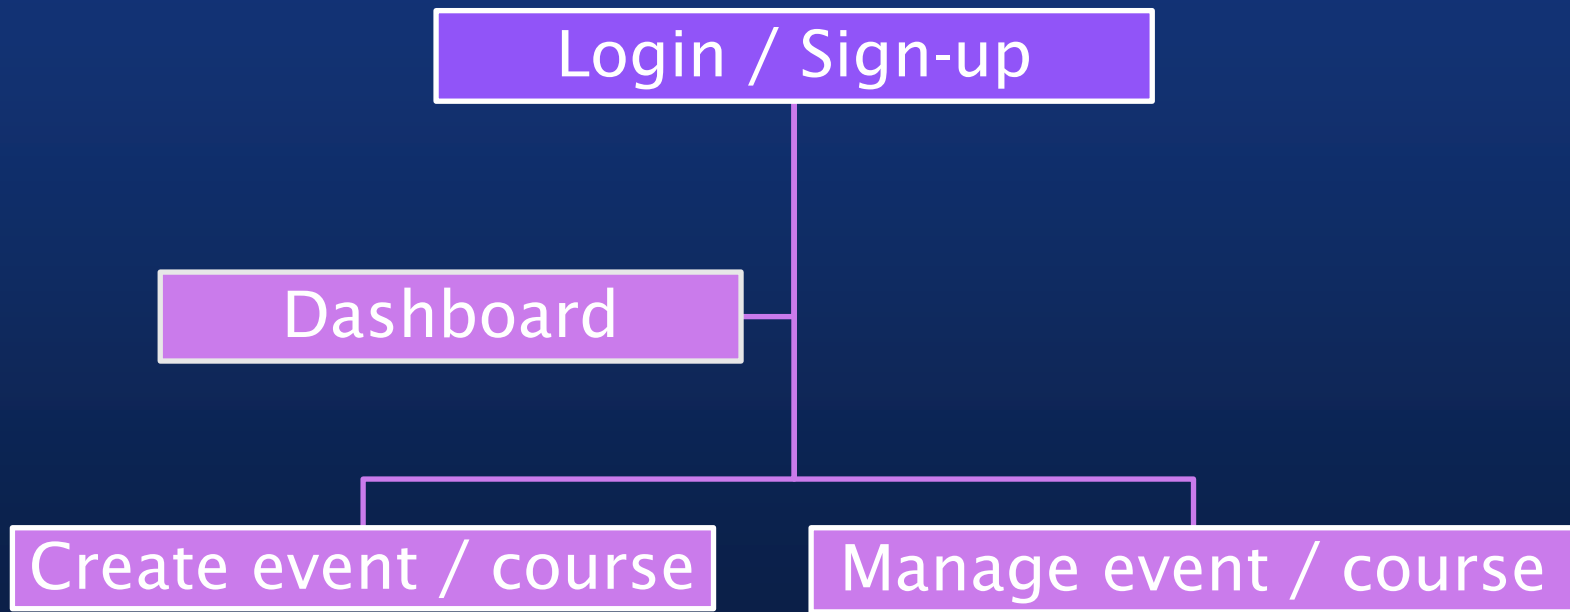 Login / Sign-up
Dashboard
Create event / course
Manage event / course